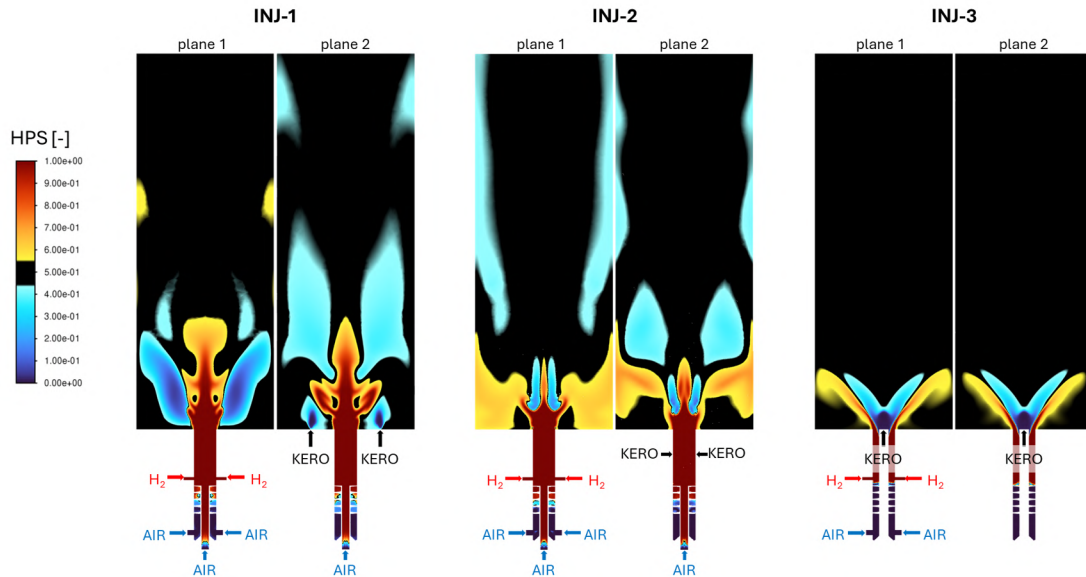 INJ-1
INJ-2
INJ-3
plane 1
plane 2
plane 1
plane 2
plane 1
plane 2
HPS [-]
1.00e+00
9.00e-01
8.00e-01
7.00e-01
6.00e-01
5.00e-01
4.00e-01
3.00e-01
2.00e-01
1.00e-01
0.00e+00
KERO
KERO
KERO
KERO
KERO
KERO
H₂
H₂
H₂
H₂
H₂
H₂
AIR
AIR
AIR
AIR
AIR
AIR
AIR
AIR
AIR
AIR